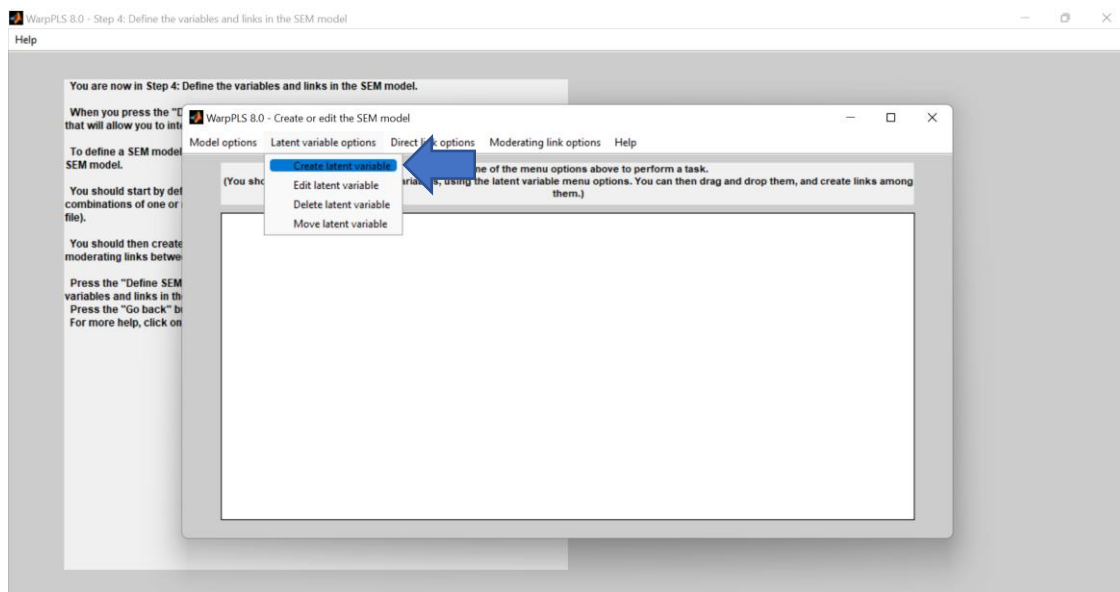 WarpPLS 8.0 - Step 4: Define the variables and links in the SEM model
Help
You are now in Step 4: Define the variables and links in the SEM model.
When you press the "D
that will allow you to inte
To define a SEM model
SEM model.
You should start by def
combinations of one or
file).
You should then create
moderating links betwe
Press the "Define SEM
variables and links in th
Press the "Go back" b
For more help, click on
WarpPLS 8.0 - Create or edit the SEM model
Model options Latent variable options Direct link options Moderating link options Help
Create latent variable
Edit latent variable
Delete latent variable
Move latent variable
ne of the menu options above to perform a task.
(You sho using the latent variable menu options. You can then drag and drop them, and create links among
them.)